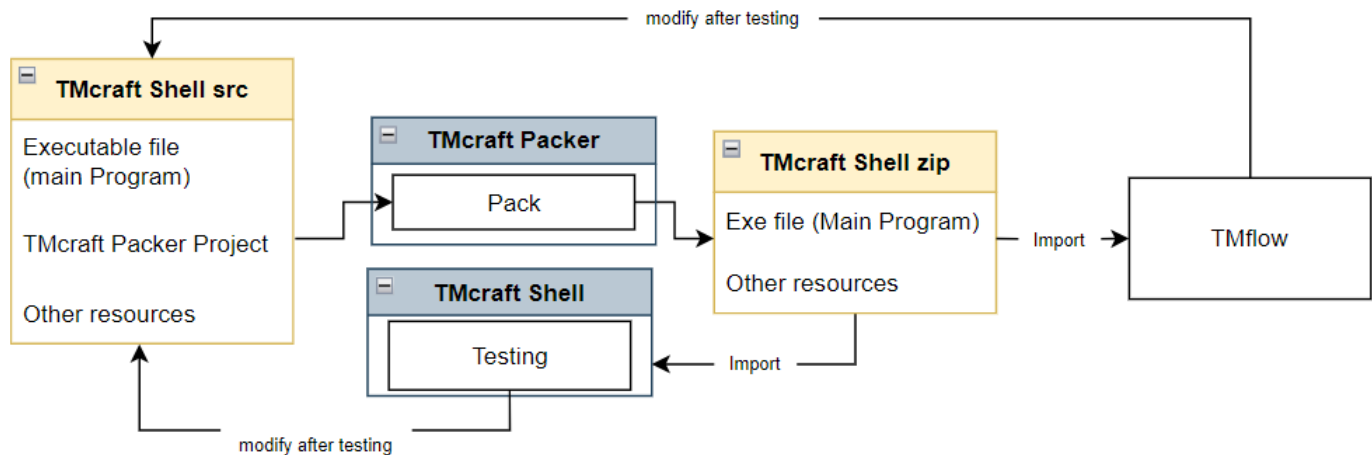 modify after testing
TMcraft Shell src
Executable file
(main Program)
TMcraft Packer Project
Other resources
TMcraft Packer
Pack
TMcraft Shell
Testing
TMcraft Shell zip
Exe file (Main Program)
Other resources
Import
TMflow
Import
modify after testing